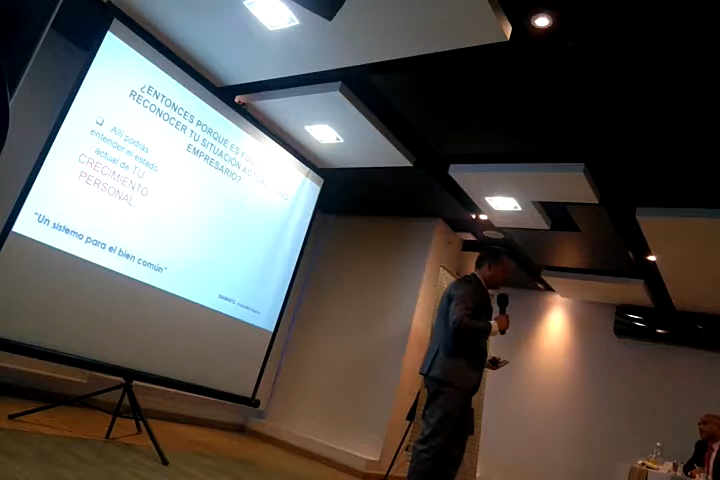 ¿ENTONCES PORQUE ES
RECONOCER TU SITUACIÓN
EMPRESARIO?
❑ Allí podrás
entender el estado
actual de TU
CRECIMIENTO
PERSONAL.
"Un sistema para el bien común"